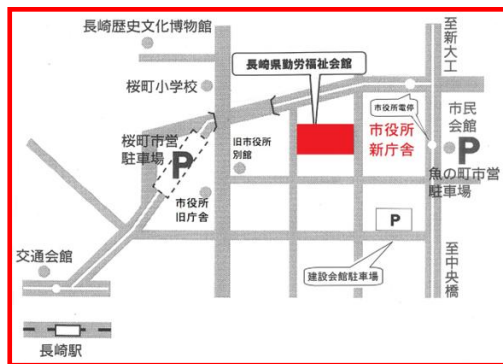 長崎歴史文化博物館
長崎県勤労福祉会館
至新大工
桜町小学校
市役所電停
市民
会館
P
桜町市営
駐車場
P
旧市役所
別館
市役所
新庁舎
魚の町市営
駐車場
市役所
旧庁舎
P
交通会館
建設会館駐車場
至中央橋
長崎駅